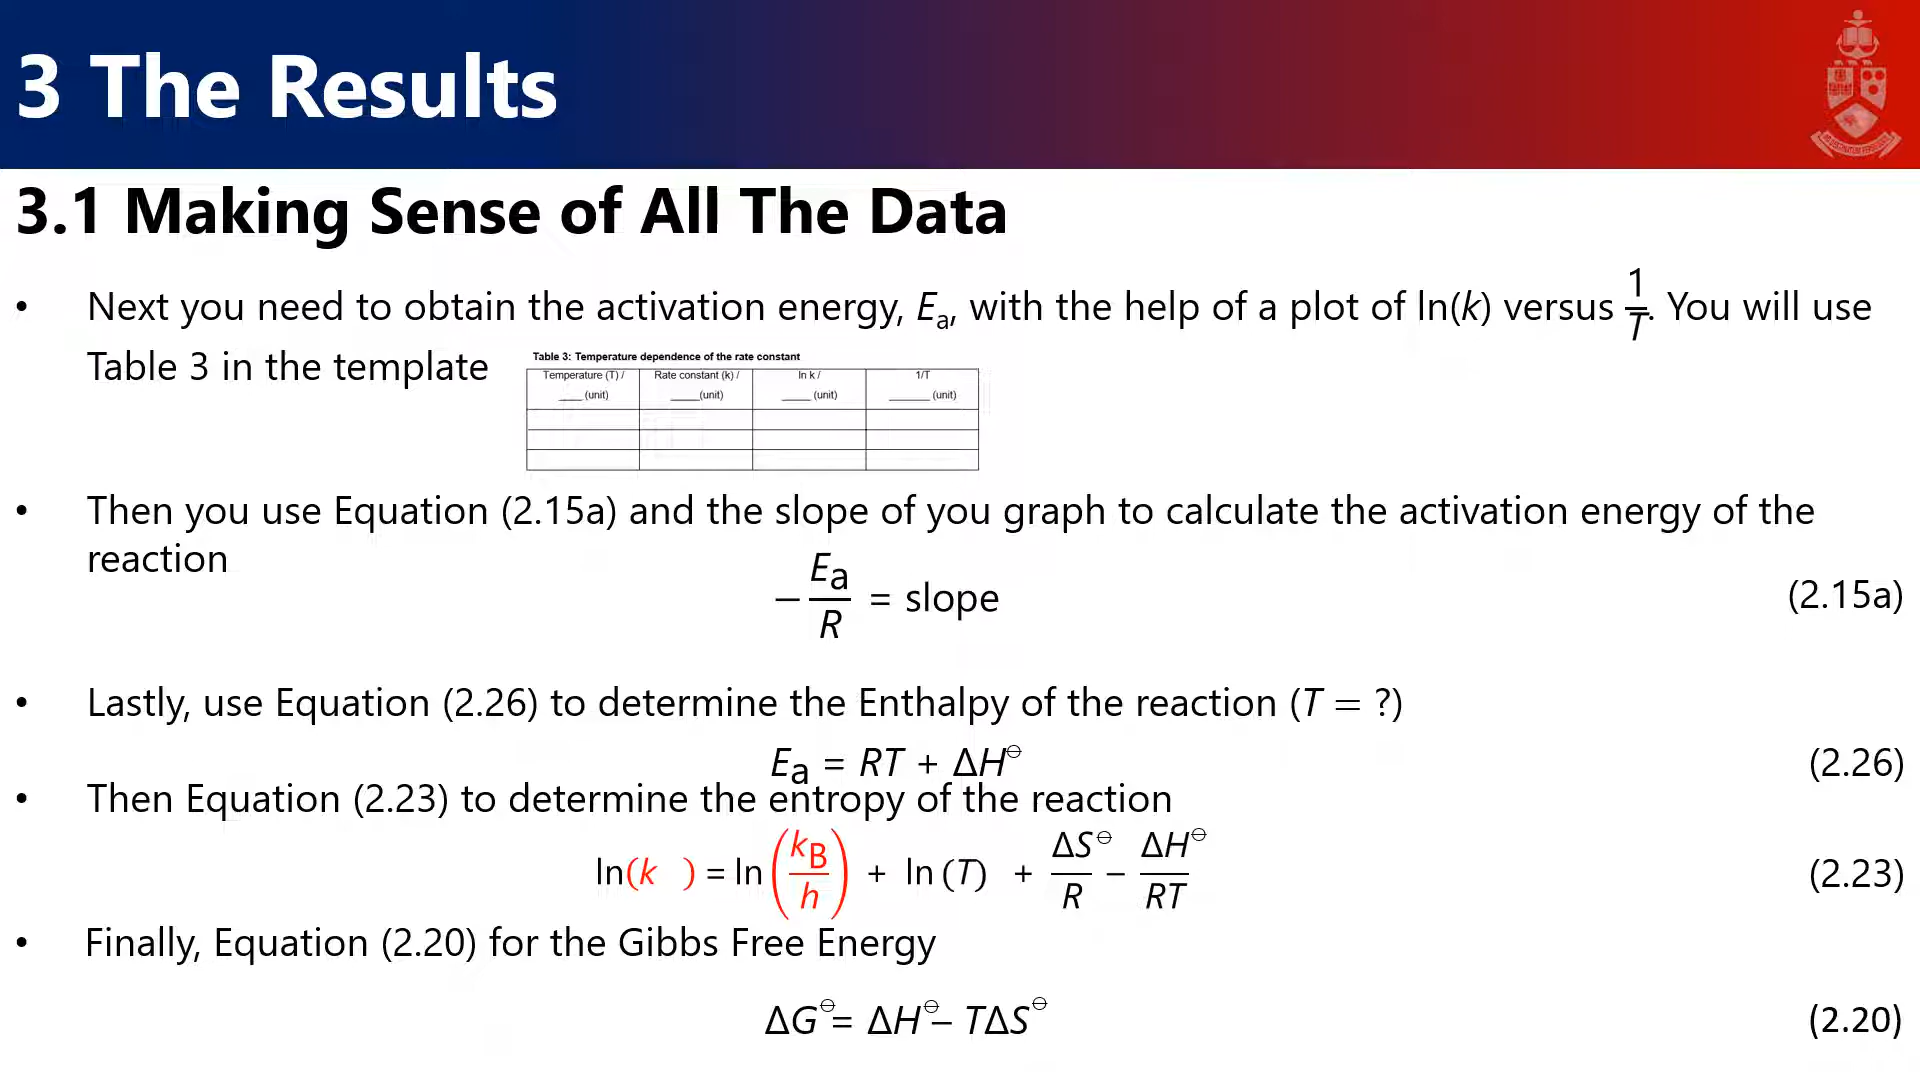 3 The Results
3.1 Making Sense of All The Data
• Next you need to obtain the activation energy, Ea, with the help of a plot of ln(k) versus 1/T. You will use
Table 3 in the template
Table 3: Temperature dependence of the rate constant
Temperature (T) / ____ (unit) Rate constant (k) / _____(unit) ln k / _____ (unit) 1/T _______ (unit)
• Then you use Equation (2.15a) and the slope of you graph to calculate the activation energy of the
reaction
−Ea/R = slope (2.15a)
• Lastly, use Equation (2.26) to determine the Enthalpy of the reaction (T = ?)
Ea = RT + ΔH⊖ (2.26)
• Then Equation (2.23) to determine the entropy of the reaction
ln(k ) = ln(kB/h) + ln (T) + ΔS⊖/R − ΔH⊖/RT (2.23)
• Finally, Equation (2.20) for the Gibbs Free Energy
ΔG⊖= ΔH⊖– TΔS⊖ (2.20)